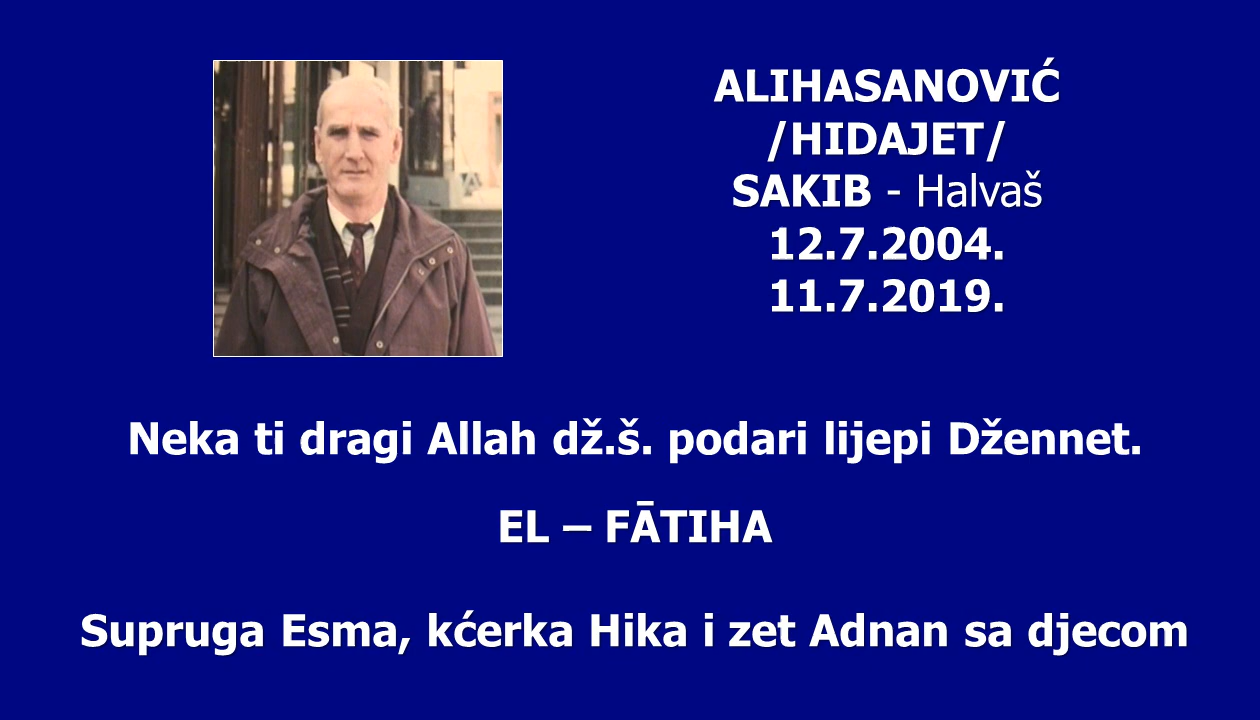 ALIHASANOVIĆ
/HIDAJET/
SAKIB - Halvaš
12.7.2004.
11.7.2019.
Neka ti dragi Allah dž.š. podari lijepi Džennet.
EL – FĀTIHA
Supruga Esma, kćerka Hika i zet Adnan sa djecom